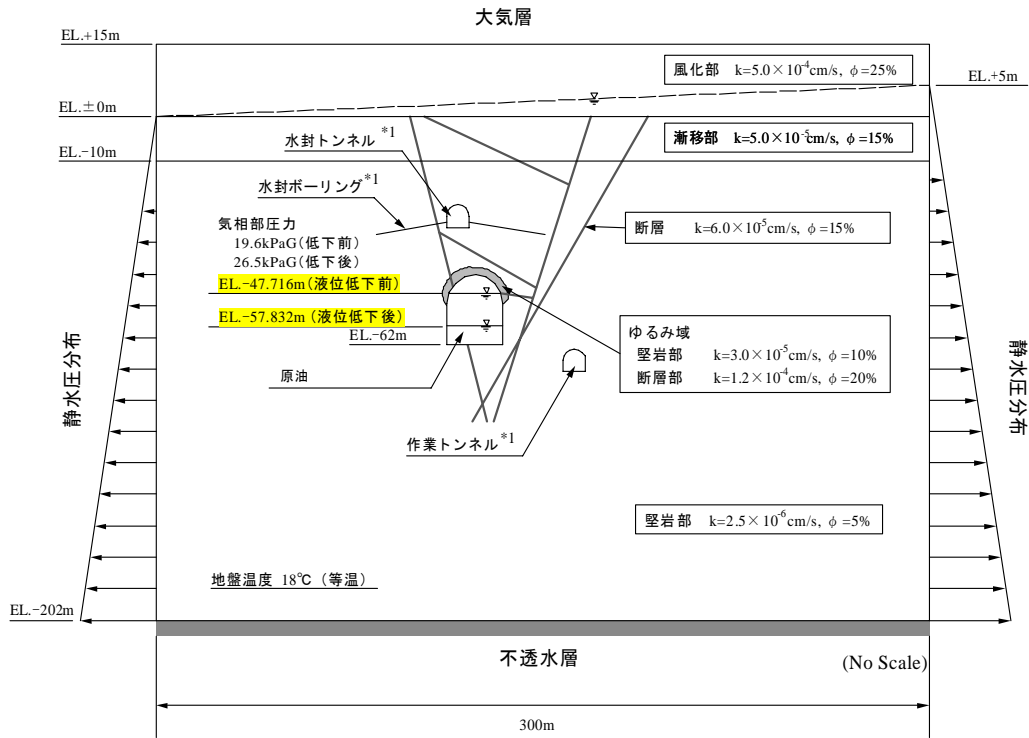 大気層
EL.+15m
風化部 k=5.0×10⁻⁴cm/s, φ=25%
EL.+5m
EL.±0m
漸移部 k=5.0×10⁻⁵cm/s, φ=15%
水封トンネル*1
EL.-10m
水封ボーリング*1
気相部圧力
19.6kPaG(低下前)
26.5kPaG(低下後)
断層 k=6.0×10⁻⁵cm/s, φ=15%
EL.-47.716m(液位低下前)
EL.-57.832m(液位低下後)
EL.-62m
ゆるみ域
堅岩部 k=3.0×10⁻⁵cm/s, φ=10%
断層部 k=1.2×10⁻⁴cm/s, φ=20%
原油
静水圧分布
静水圧分布
作業トンネル*1
堅岩部 k=2.5×10⁻⁶cm/s, φ=5%
地盤温度 18℃(等温)
EL.-202m
不透水層
(No Scale)
300m